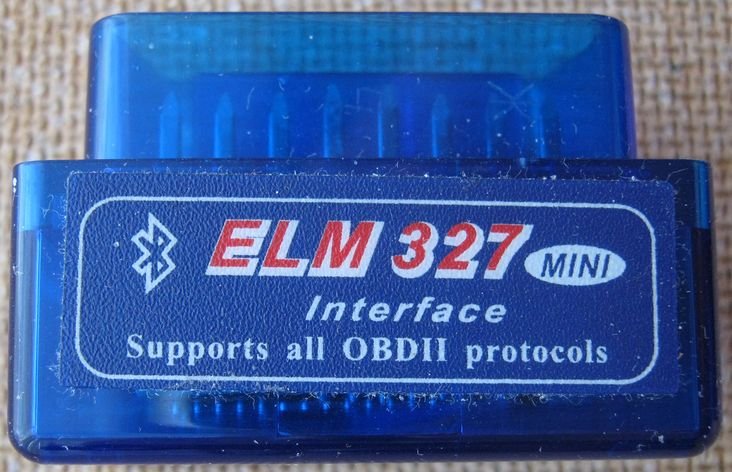 ELM 327 MINI
Interface
Supports all OBDII protocols